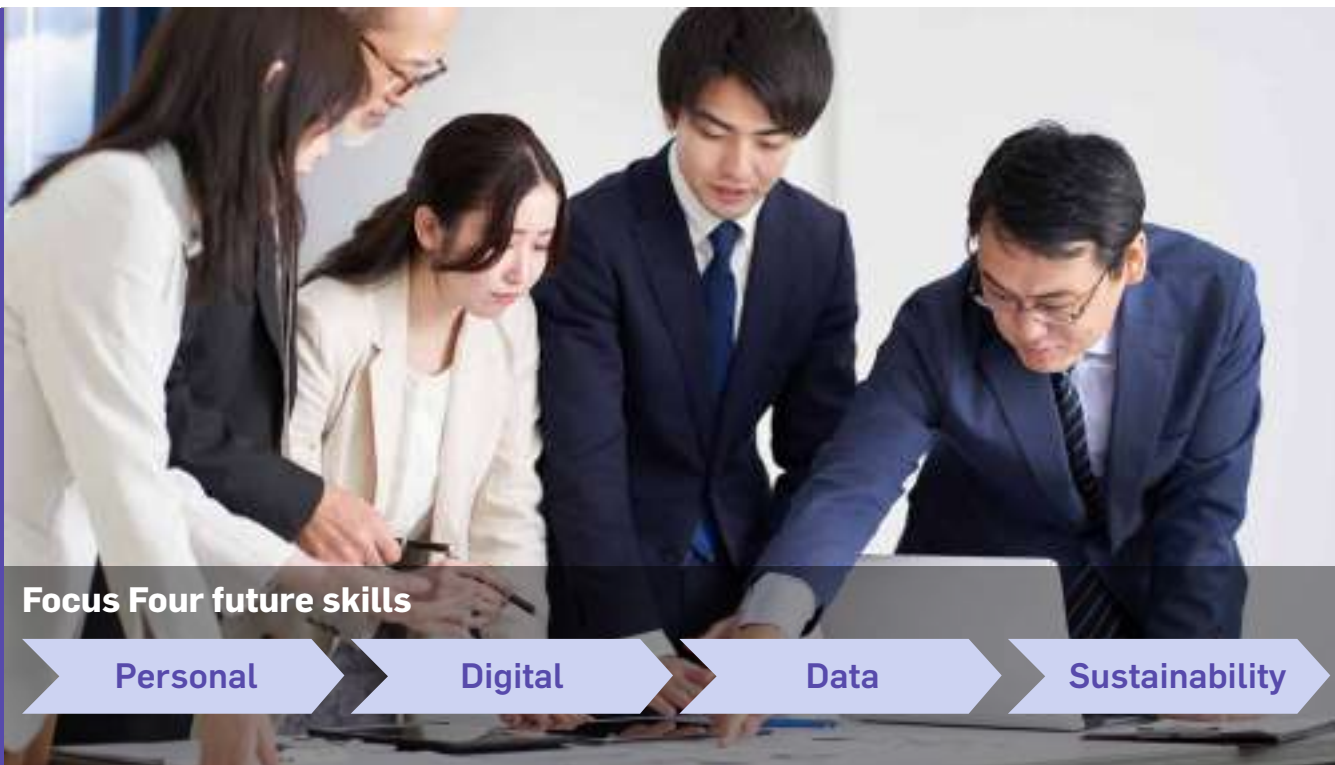 Focus Four future skills
Personal
Digital
Data
Sustainability